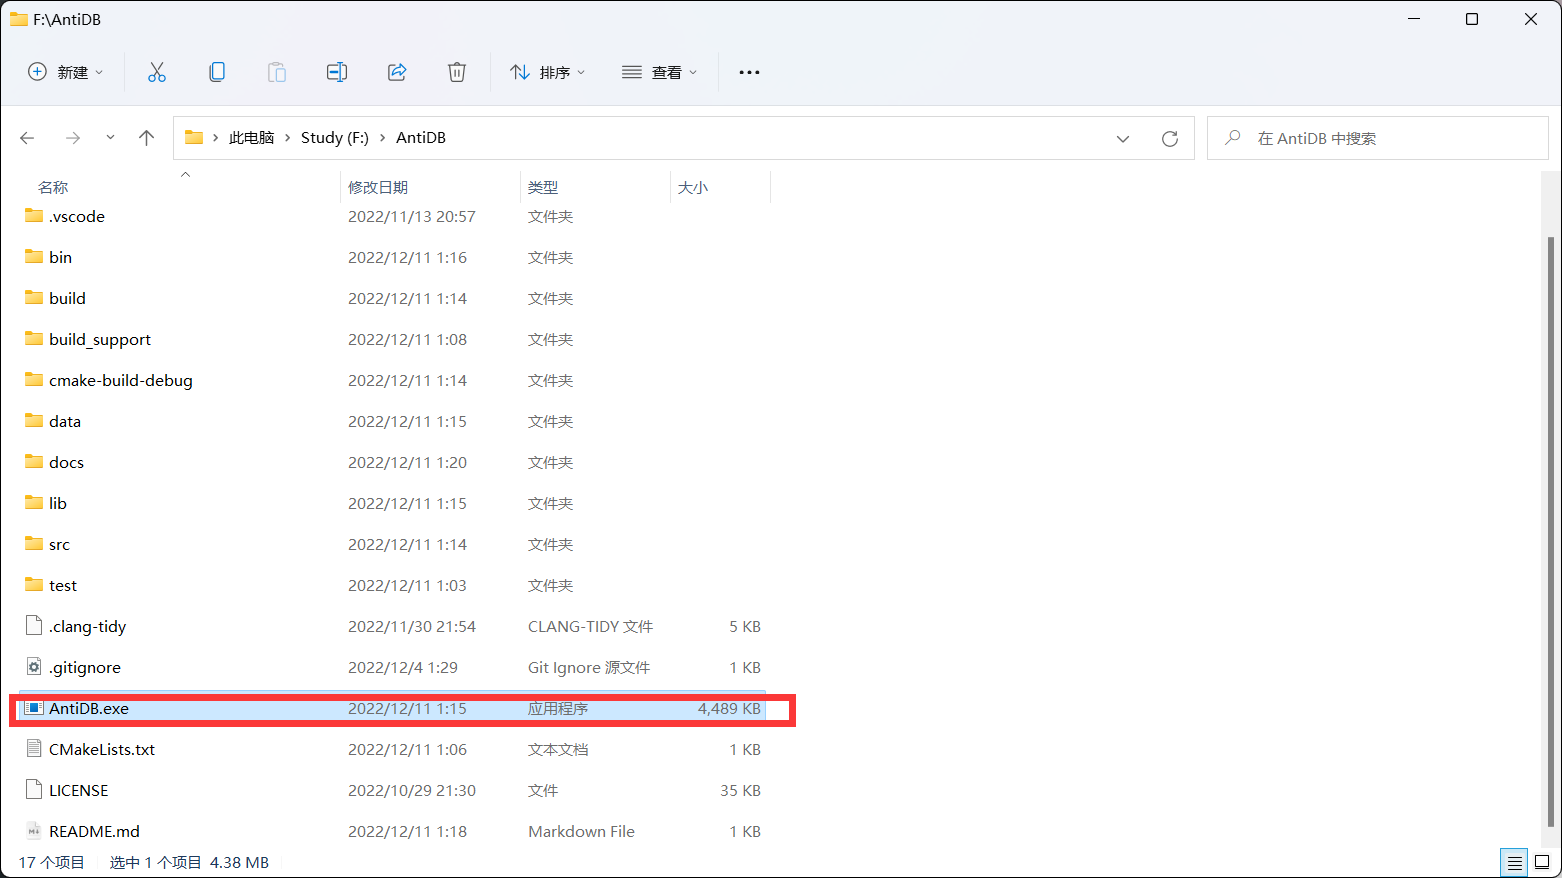 F:\AntiDB
新建 排序 查看
此电脑 Study (F:) AntiDB 在 AntiDB 中搜索
名称 修改日期 类型 大小
.vscode 2022/11/13 20:57 文件夹
bin 2022/12/11 1:16 文件夹
build 2022/12/11 1:14 文件夹
build_support 2022/12/11 1:08 文件夹
cmake-build-debug 2022/12/11 1:14 文件夹
data 2022/12/11 1:15 文件夹
docs 2022/12/11 1:20 文件夹
lib 2022/12/11 1:15 文件夹
src 2022/12/11 1:14 文件夹
test 2022/12/11 1:03 文件夹
.clang-tidy 2022/11/30 21:54 CLANG-TIDY 文件 5 KB
.gitignore 2022/12/4 1:29 Git Ignore 源文件 1 KB
AntiDB.exe 2022/12/11 1:15 应用程序 4,489 KB
CMakeLists.txt 2022/12/11 1:06 文本文档 1 KB
LICENSE 2022/10/29 21:30 文件 35 KB
README.md 2022/12/11 1:18 Markdown File 1 KB
17 个项目 选中 1 个项目 4.38 MB